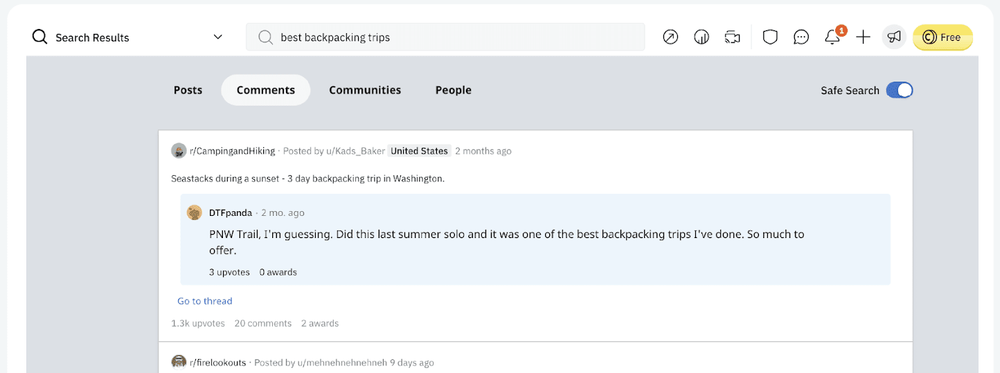 Search Results
best backpacking trips
1
Free
Posts
Comments
Communities
People
Safe Search
r/CampingandHiking · Posted by u/Kads_Baker United States 2 months ago
Seastacks during a sunset - 3 day backpacking trip in Washington.
DTFpanda · 2 mo. ago
PNW Trail, I'm guessing. Did this last summer solo and it was one of the best backpacking trips I've done. So much to
offer.
3 upvotes 0 awards
Go to thread
1.3k upvotes 20 comments 2 awards
r/firelookouts · Posted by u/mehnehnehnehneh 9 days ago